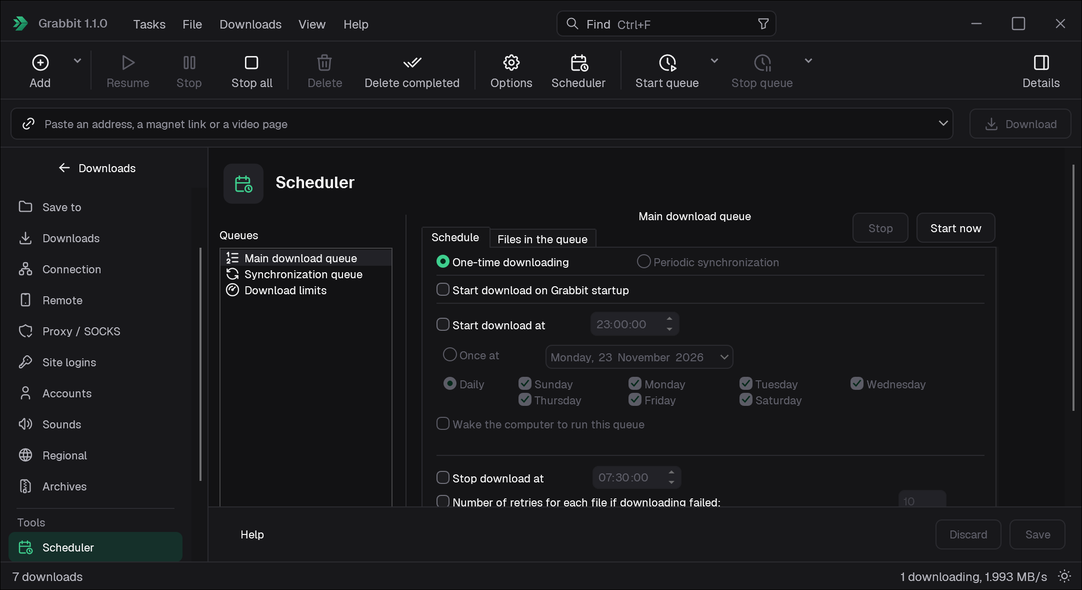 Grabbit 1.1.0 Tasks File Downloads View Help Find Ctrl+F
Add Resume Stop Stop all Delete Delete completed Options Scheduler Start queue Stop queue Details
Paste an address, a magnet link or a video page Download
Downloads
Save to
Downloads
Connection
Remote
Proxy / SOCKS
Site logins
Accounts
Sounds
Regional
Archives
Tools
Scheduler
Scheduler
Queues
Main download queue
Synchronization queue
Download limits
Main download queue Stop Start now
Schedule Files in the queue
One-time downloading Periodic synchronization
Start download on Grabbit startup
Start download at 23:00:00
Once at Monday, 23 November 2026
Daily Sunday Monday Tuesday Wednesday
Thursday Friday Saturday
Wake the computer to run this queue
Stop download at 07:30:00
Number of retries for each file if downloading failed: 10
Help Discard Save
7 downloads 1 downloading, 1.993 MB/s